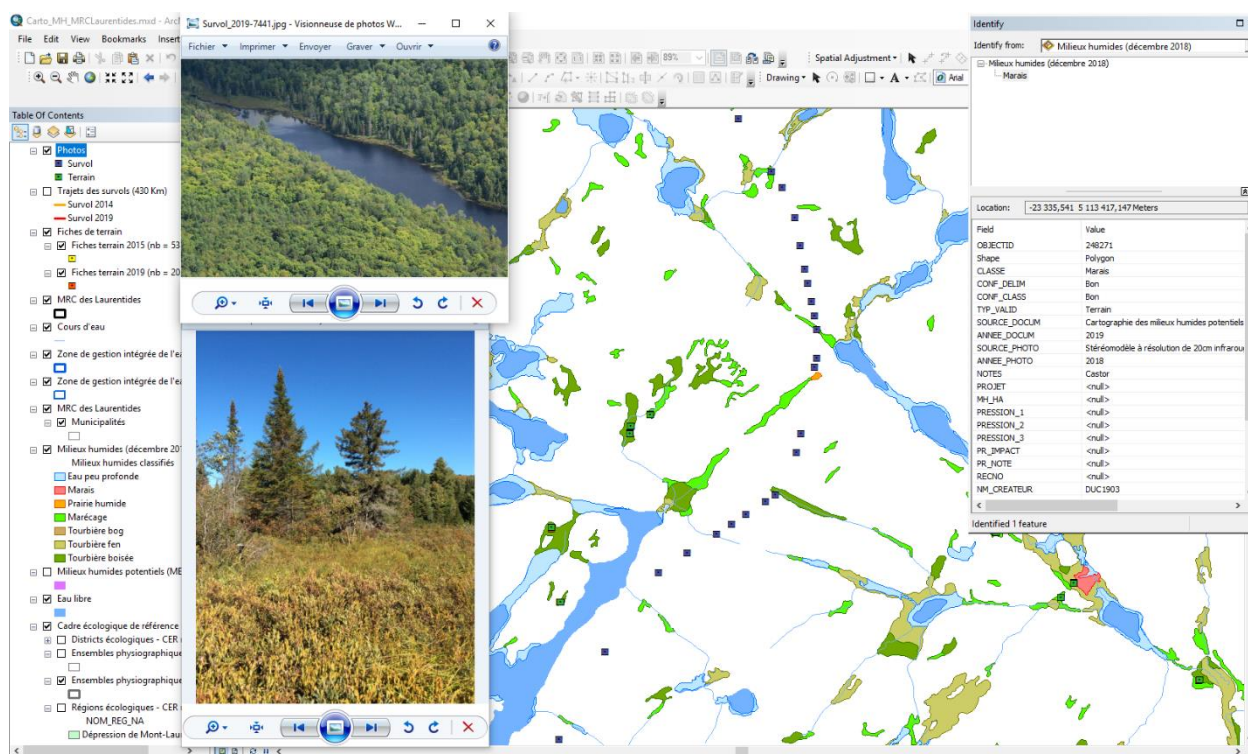 Carto_MH_MRCLaurentides.mxd - Arc
File Edit View Bookmarks Insert
Survol_2019-7441.jpg - Visionneuse de photos W...
Fichier Imprimer Envoyer Graver Ouvrir
89%
Spatial Adjustment
Drawing
A
Arial
Table Of Contents
Photos
Survol
Terrain
Trajets des survols (430 Km)
Survol 2014
Survol 2019
Fiches de terrain
Fiches terrain 2015 (nb = 53
Fiches terrain 2019 (nb = 20
MRC des Laurentides
Cours d'eau
Zone de gestion intégrée de l'ea
Zone de gestion intégrée de l'ea
MRC des Laurentides
Municipalités
Milieux humides (décembre 201
Milieux humides classifiés
Eau peu profonde
Marais
Prairie humide
Marécage
Tourbière bog
Tourbière fen
Tourbière boisée
Milieux humides potentiels (ME
Eau libre
Cadre écologique de référence
Districts écologiques - CER
Ensembles physiographique
Ensembles physiographique
Régions écologiques - CER
NOM_REG_NA
Dépression de Mont-Lau
Identify
Identify from: Milieux humides (décembre 2018)
Milieux humides (décembre 2018)
Marais
Location: -23 335,541 5 113 417,147 Meters
Field Value
OBJECTID 248271
Shape Polygon
CLASSE Marais
CONF_DELIM Bon
CONF_CLASS Bon
TYP_VALID Terrain
SOURCE_DOCUM Cartographie des milieux humides potentiels
ANNEE_DOCUM 2019
SOURCE_PHOTO Stéréomodèle à résolution de 20cm infrarou
ANNEE_PHOTO 2018
NOTES Castor
PROJET <null>
MH_HA <null>
PRESSION_1 <null>
PRESSION_2 <null>
PRESSION_3 <null>
PR_IMPACT <null>
PR_NOTE <null>
RECNO <null>
NM_CREATEUR DUC1903
Identified 1 feature